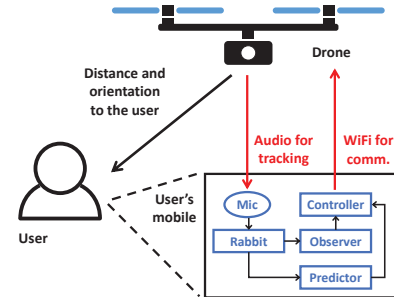 Drone
Distance and
orientation
to the user
Audio for
tracking
WiFi for
comm.
User's
mobile
User
Mic
Controller
Rabbit
Observer
Predictor